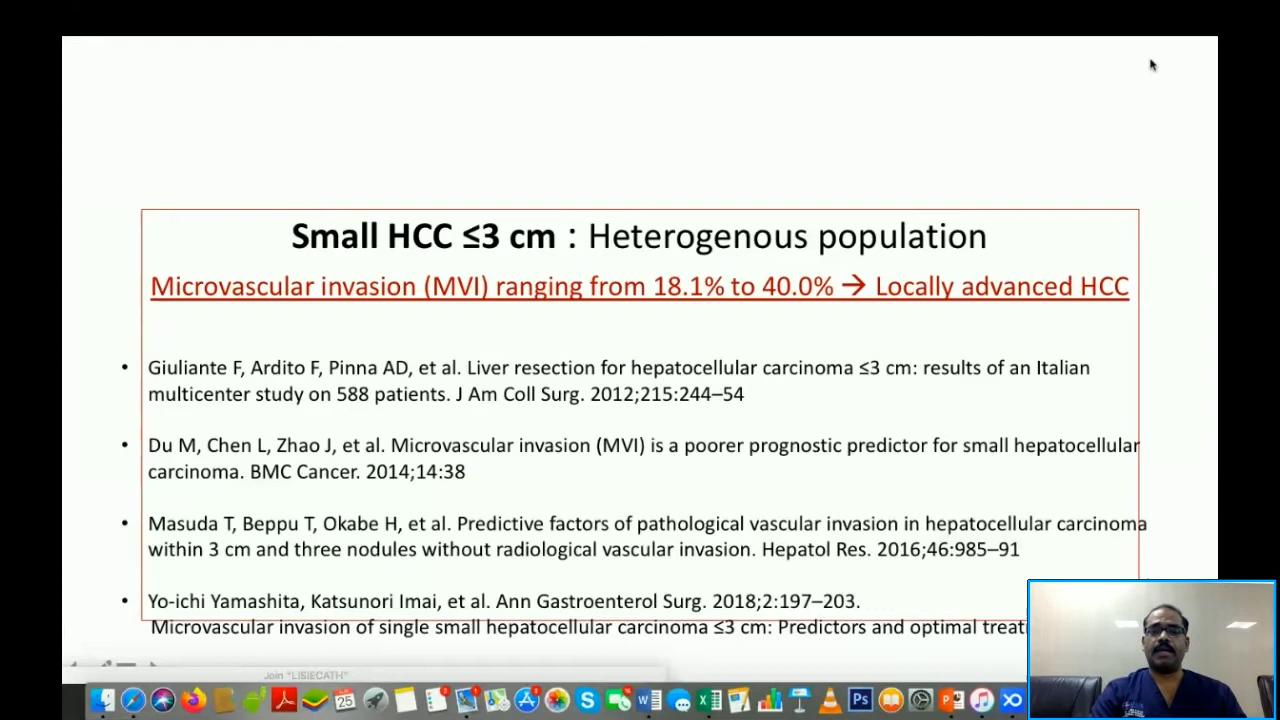 Small HCC ≤3 cm : Heterogenous population
Microvascular invasion (MVI) ranging from 18.1% to 40.0% → Locally advanced HCC
• Giuliante F, Ardito F, Pinna AD, et al. Liver resection for hepatocellular carcinoma ≤3 cm: results of an Italian
multicenter study on 588 patients. J Am Coll Surg. 2012;215:244–54
• Du M, Chen L, Zhao J, et al. Microvascular invasion (MVI) is a poorer prognostic predictor for small hepatocellular
carcinoma. BMC Cancer. 2014;14:38
• Masuda T, Beppu T, Okabe H, et al. Predictive factors of pathological vascular invasion in hepatocellular carcinoma
within 3 cm and three nodules without radiological vascular invasion. Hepatol Res. 2016;46:985–91
• Yo-ichi Yamashita, Katsunori Imai, et al. Ann Gastroenterol Surg. 2018;2:197–203.
Microvascular invasion of single small hepatocellular carcinoma ≤3 cm: Predictors and optimal
Join "LISIECATH"
25
W
X
Ps
P